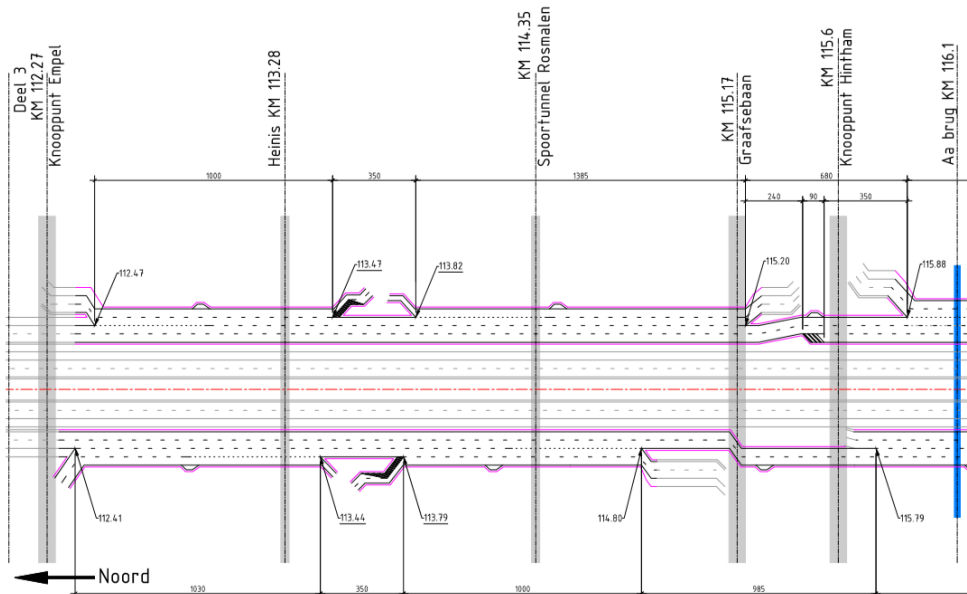 Deel 3
KM 112.27
Knooppunt Empel
Heinis KM 113.28
KM 114.35
Spoortunnel Rosmalen
KM 115.17
Graafsebaan
KM 115.6
Knooppunt Hintham
Aa brug KM 116.1
1000
350
1385
680
240
90
350
112.47
113.47
113.82
115.20
115.88
112.41
113.44
113.79
114.80
115.79
Noord
1030
350
1000
985